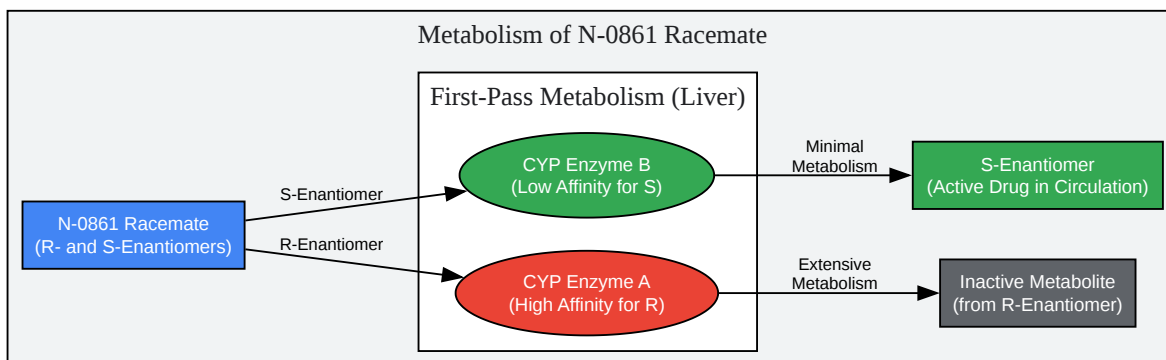 Metabolism of N-0861 Racemate
First-Pass Metabolism (Liver)
N-0861 Racemate
(R- and S-Enantiomers)
S-Enantiomer
R-Enantiomer
CYP Enzyme B
(Low Affinity for S)
Minimal
Metabolism
S-Enantiomer
(Active Drug in Circulation)
CYP Enzyme A
(High Affinity for R)
Extensive
Metabolism
Inactive Metabolite
(from R-Enantiomer)